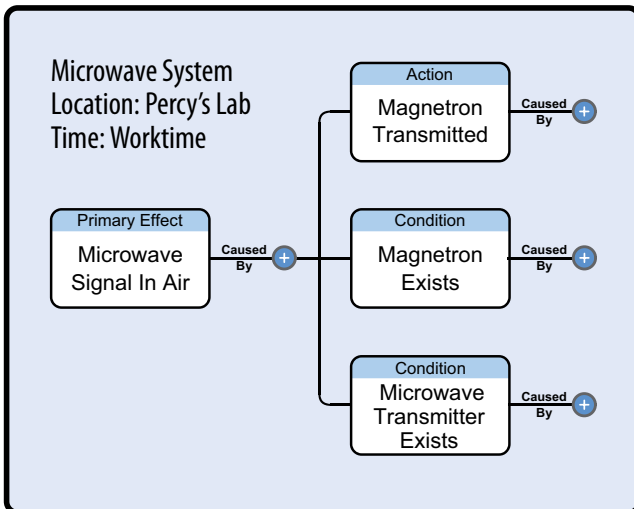 Microwave System
Location: Percy's Lab
Time: Worktime
Action
Magnetron
Transmitted
Caused
By
Primary Effect
Microwave
Signal In Air
Caused
By
Condition
Magnetron
Exists
Caused
By
Condition
Microwave
Transmitter
Exists
Caused
By